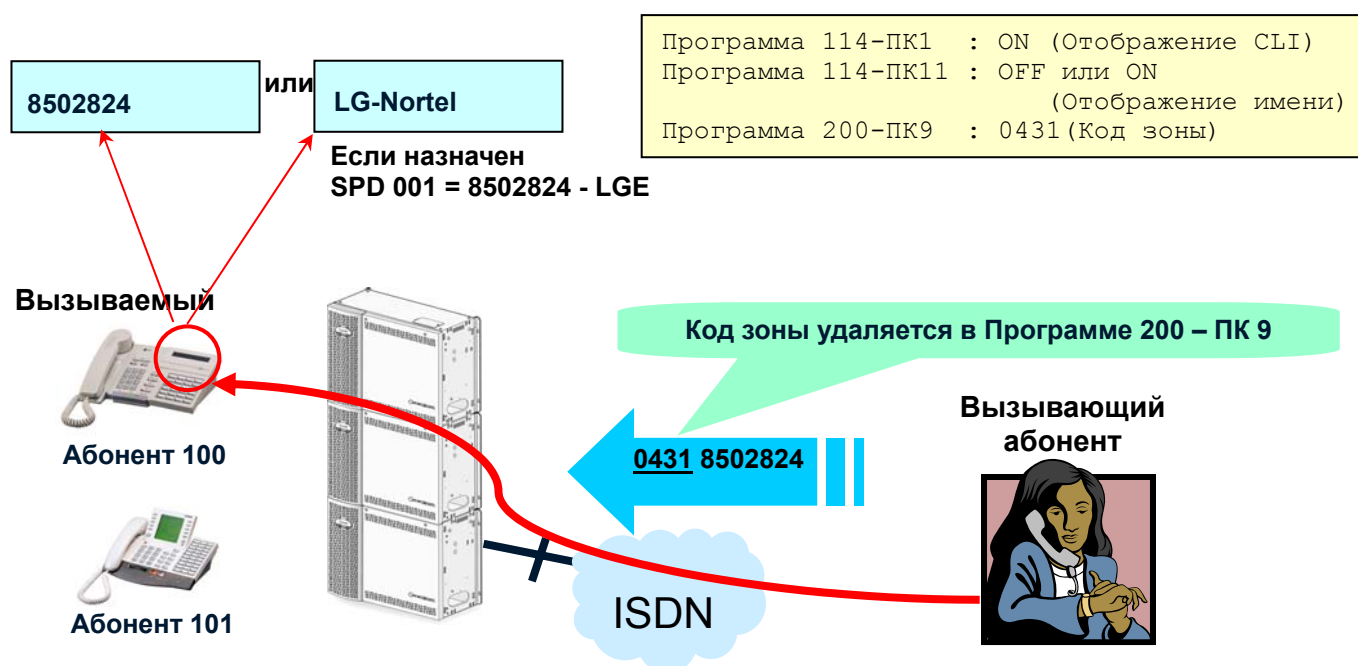 Программа 114-ПК1 : ON (Отображение CLI)
Программа 114-ПК11 : OFF или ON
(Отображение имени)
Программа 200-ПК9 : 0431(Код зоны)
8502824
или
LG-Nortel
Если назначен
SPD 001 = 8502824 - LGE
Вызываемый
Код зоны удаляется в Программе 200 – ПК 9
Вызывающий
абонент
0431 8502824
Абонент 100
ISDN
Абонент 101